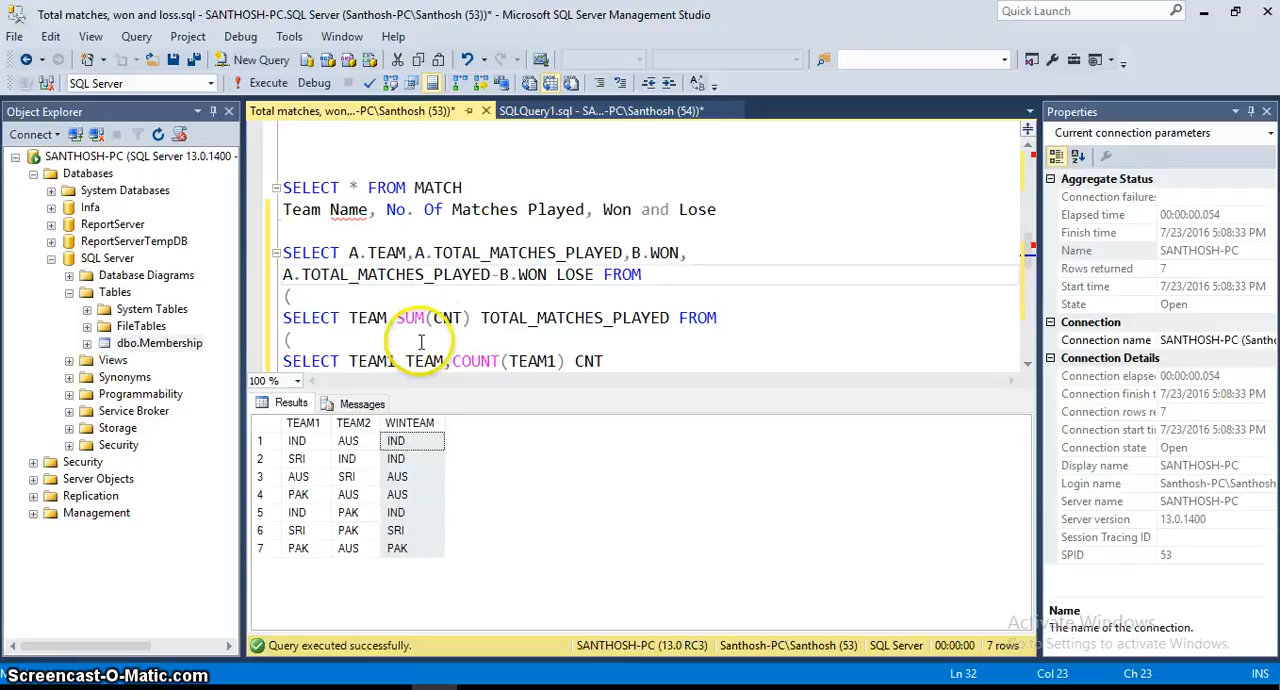 Total matches, won and loss.sql - SANTHOSH-PC.SQL Server (Santhosh-PC\Santhosh (53))* - Microsoft SQL Server Management Studio
Quick Launch
File Edit View Query Project Debug Tools Window Help
New Query
SQL Server Execute Debug
Object Explorer
Total matches, won...-PC\Santhosh (53))*
SQLQuery1.sql - SA...-PC\Santhosh (54))*
Properties
Connect
SANTHOSH-PC (SQL Server 13.0.1400 -
Databases
System Databases
Infa
ReportServer
ReportServerTempDB
SQL Server
Database Diagrams
Tables
System Tables
FileTables
dbo.Membership
Views
Synonyms
Programmability
Service Broker
Storage
Security
Security
Server Objects
Replication
Management
SELECT * FROM MATCH
Team Name, No. Of Matches Played, Won and Lose
SELECT A.TEAM,A.TOTAL_MATCHES_PLAYED,B.WON,
A.TOTAL_MATCHES_PLAYED-B.WON LOSE FROM
(
SELECT TEAM SUM(CNT) TOTAL_MATCHES_PLAYED FROM
(
SELECT TEAM1 TEAM,COUNT(TEAM1) CNT
100 %
Results Messages
TEAM1 TEAM2 WINTEAM
1 IND AUS IND
2 SRI IND IND
3 AUS SRI AUS
4 PAK AUS AUS
5 IND PAK IND
6 SRI PAK SRI
7 PAK AUS PAK
Query executed successfully.
SANTHOSH-PC (13.0 RC3) Santhosh-PC\Santhosh (53) SQL Server 00:00:00 7 rows
Current connection parameters
Aggregate Status
Connection failures
Elapsed time 00:00:00.054
Finish time 7/23/2016 5:08:33 PM
Name SANTHOSH-PC
Rows returned 7
Start time 7/23/2016 5:08:33 PM
State Open
Connection
Connection name SANTHOSH-PC (Santh
Connection Details
Connection elapse 00:00:00.054
Connection finish t 7/23/2016 5:08:33 PM
Connection rows r 7
Connection start ti 7/23/2016 5:08:33 PM
Connection state Open
Display name SANTHOSH-PC
Login name Santhosh-PC\Santhosh
Server name SANTHOSH-PC
Server version 13.0.1400
Session Tracing ID
SPID 53
Name
The name of the connection.
Activate Windows
Go to Settings to activate Windows.
Ln 32 Col 23 Ch 23 INS
Screencast-O-Matic.com